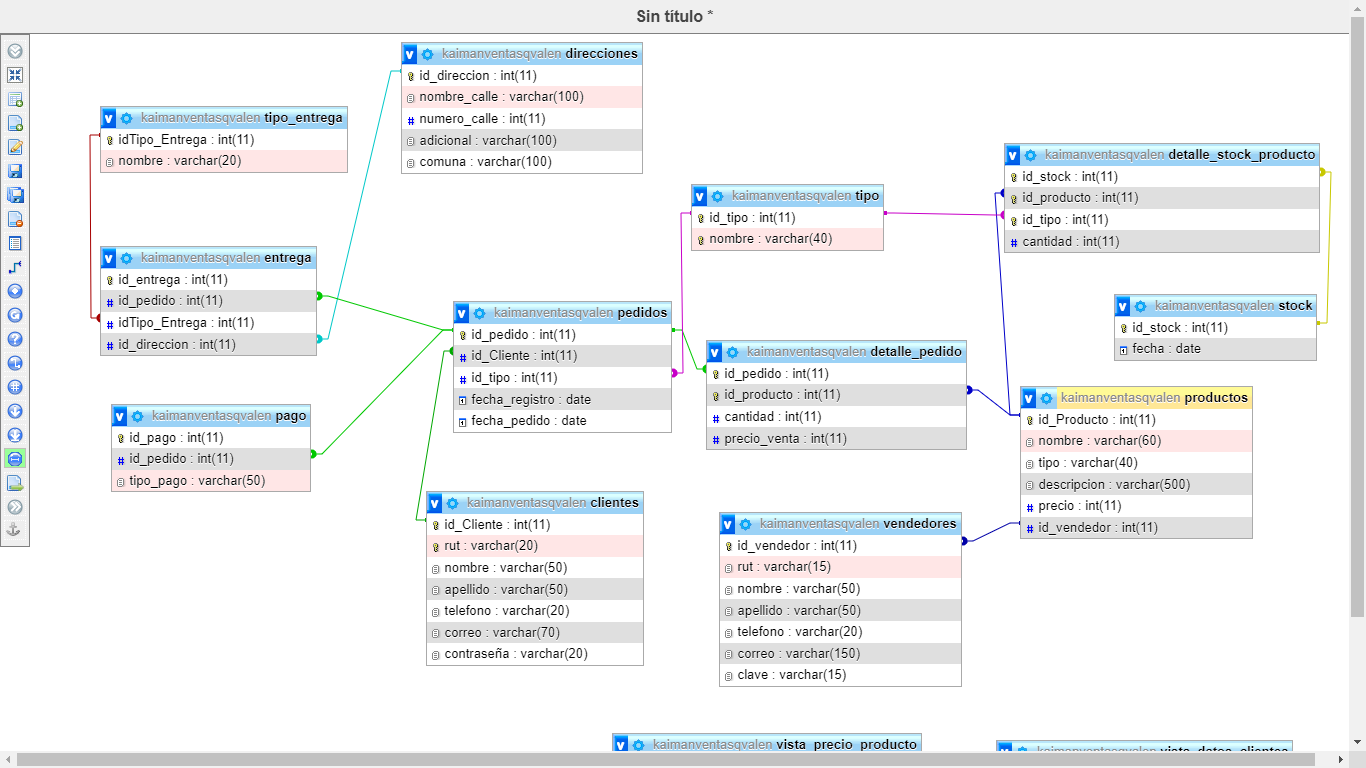 Sin título *
kaimanventasqvalen direcciones
id_direccion : int(11)
nombre_calle : varchar(100)
numero_calle : int(11)
adicional : varchar(100)
comuna : varchar(100)
kaimanventasqvalen tipo_entrega
idTipo_Entrega : int(11)
nombre : varchar(20)
kaimanventasqvalen detalle_stock_producto
id_stock : int(11)
id_producto : int(11)
id_tipo : int(11)
cantidad : int(11)
kaimanventasqvalen tipo
id_tipo : int(11)
nombre : varchar(40)
kaimanventasqvalen entrega
id_entrega : int(11)
id_pedido : int(11)
idTipo_Entrega : int(11)
id_direccion : int(11)
kaimanventasqvalen stock
id_stock : int(11)
fecha : date
kaimanventasqvalen pedidos
id_pedido : int(11)
id_Cliente : int(11)
id_tipo : int(11)
fecha_registro : date
fecha_pedido : date
kaimanventasqvalen detalle_pedido
id_pedido : int(11)
id_producto : int(11)
cantidad : int(11)
precio_venta : int(11)
kaimanventasqvalen productos
id_Producto : int(11)
nombre : varchar(60)
tipo : varchar(40)
descripcion : varchar(500)
precio : int(11)
id_vendedor : int(11)
kaimanventasqvalen pago
id_pago : int(11)
id_pedido : int(11)
tipo_pago : varchar(50)
kaimanventasqvalen clientes
id_Cliente : int(11)
rut : varchar(20)
nombre : varchar(50)
apellido : varchar(50)
telefono : varchar(20)
correo : varchar(70)
contraseña : varchar(20)
kaimanventasqvalen vendedores
id_vendedor : int(11)
rut : varchar(15)
nombre : varchar(50)
apellido : varchar(50)
telefono : varchar(20)
correo : varchar(150)
clave : varchar(15)
kaimanventasqvalen vista_precio_producto
kaimanventasqvalen vista_datos_clientes